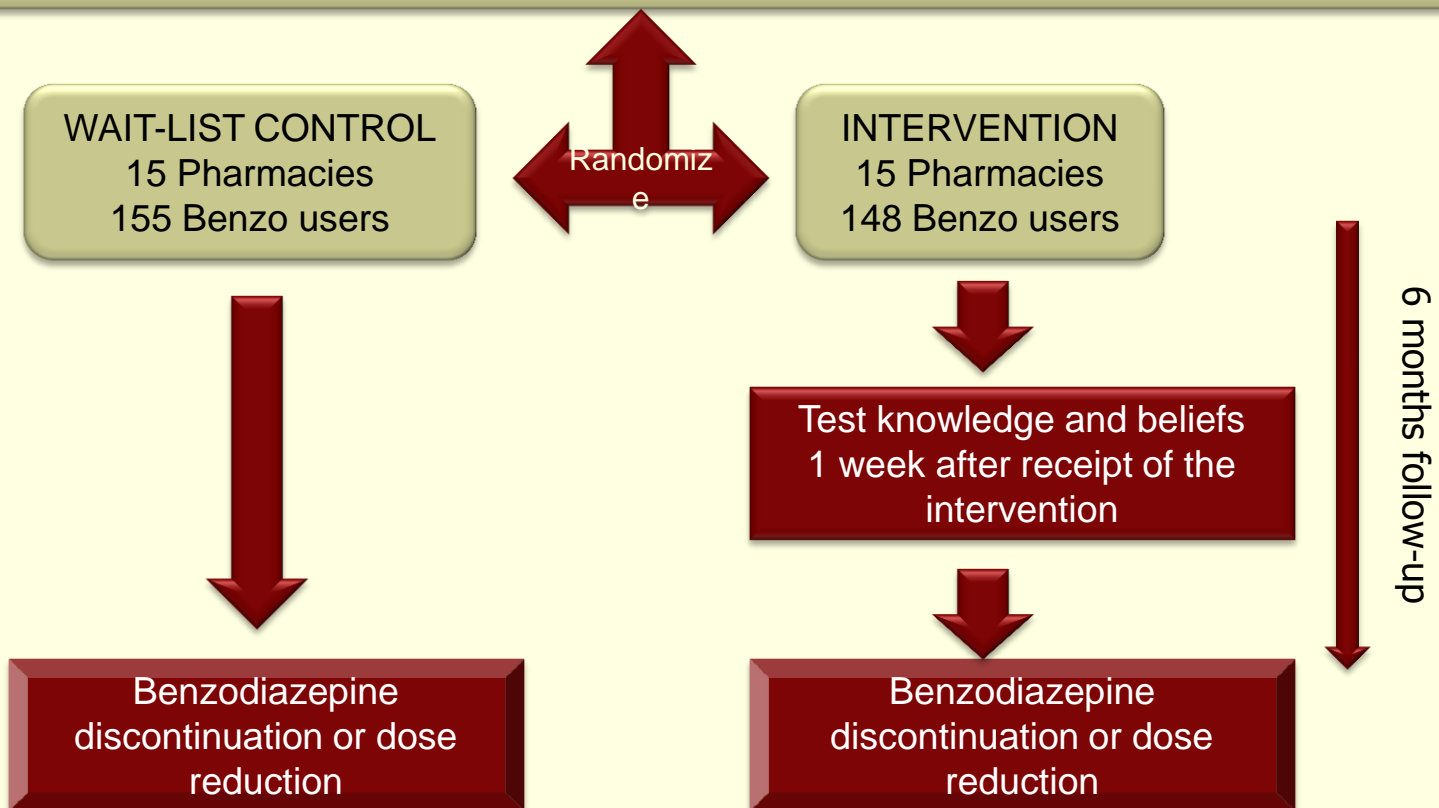 WAIT-LIST CONTROL
15 Pharmacies
155 Benzo users
Randomiz
e
INTERVENTION
15 Pharmacies
148 Benzo users
Test knowledge and beliefs
1 week after receipt of the
intervention
6 months follow-up
Benzodiazepine
discontinuation or dose
reduction
Benzodiazepine
discontinuation or dose
reduction